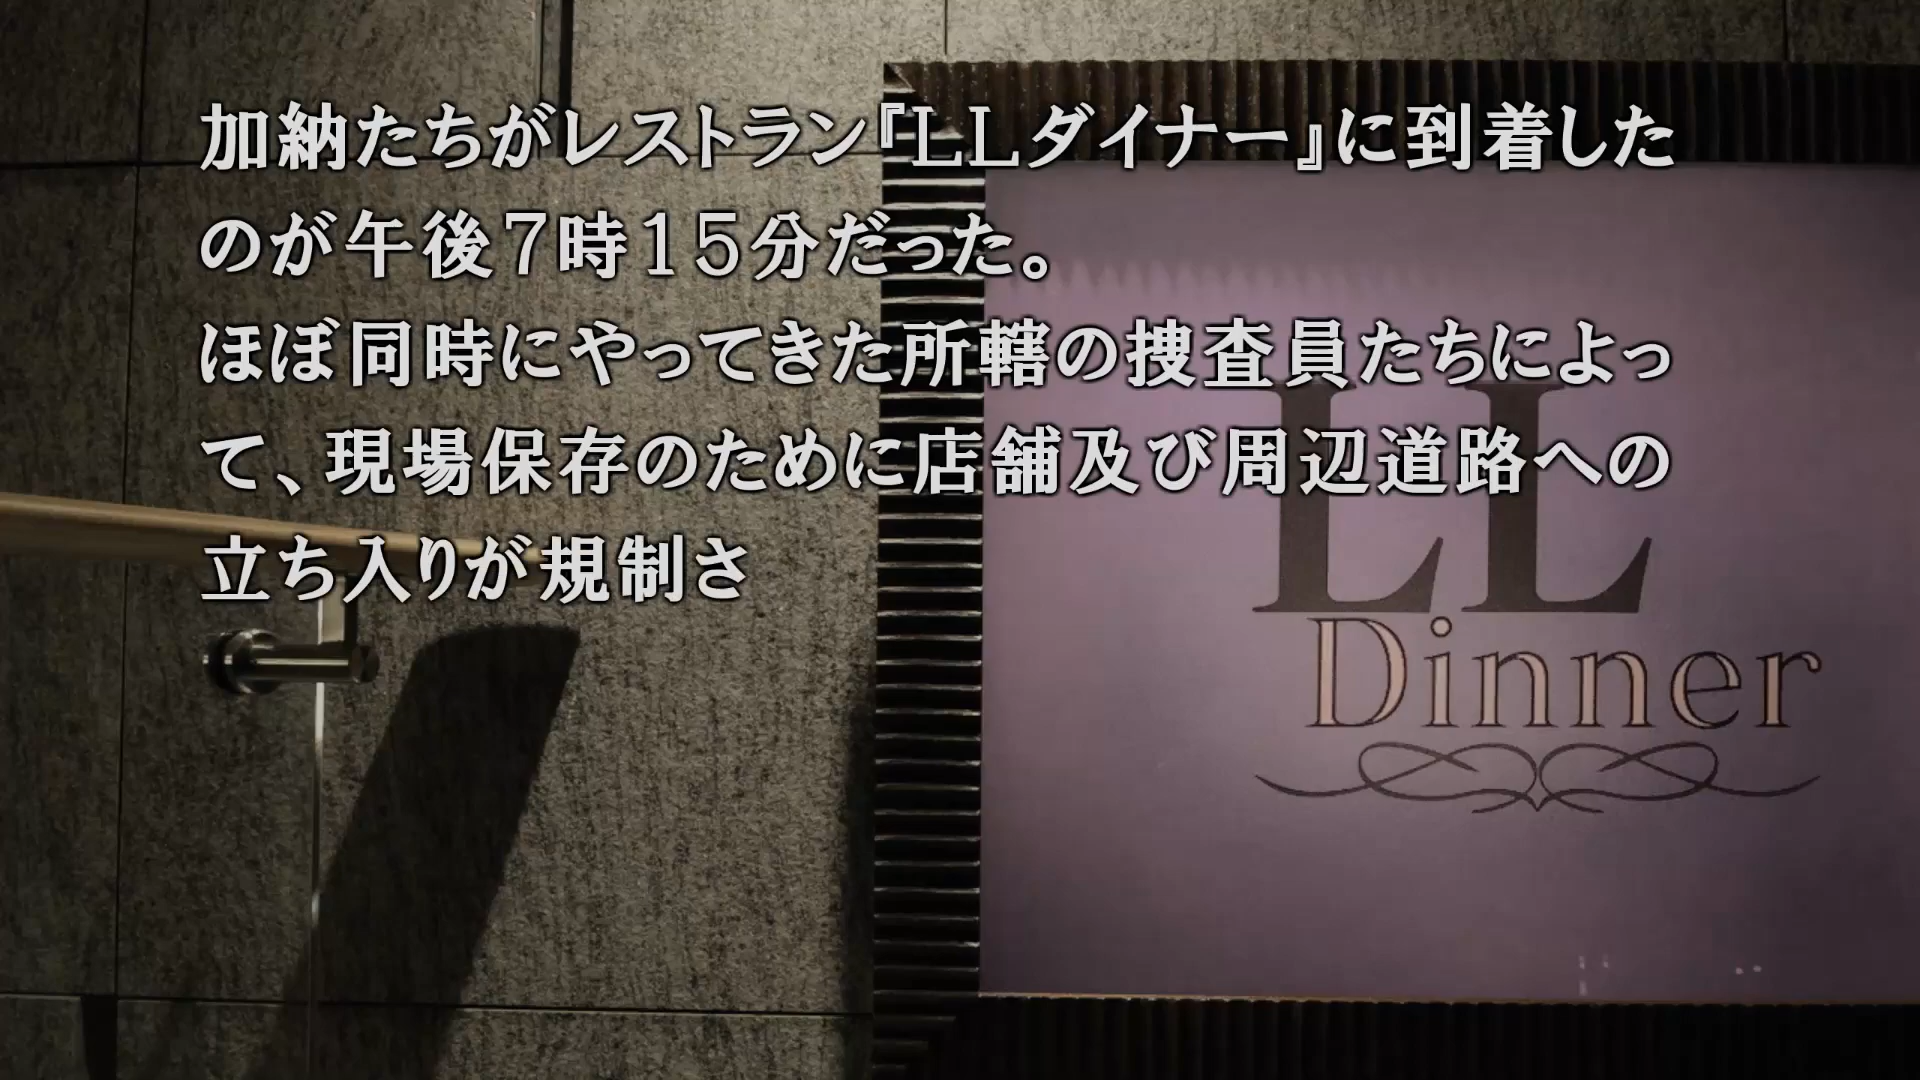 加納たちがレストラン『LLダイナー』に到着した
のが午後7時15分だった。
ほぼ同時にやってきた所轄の捜査員たちによっ
て、現場保存のために店舗及び周辺道路への
立ち入りが規制さ
LL
Dinner